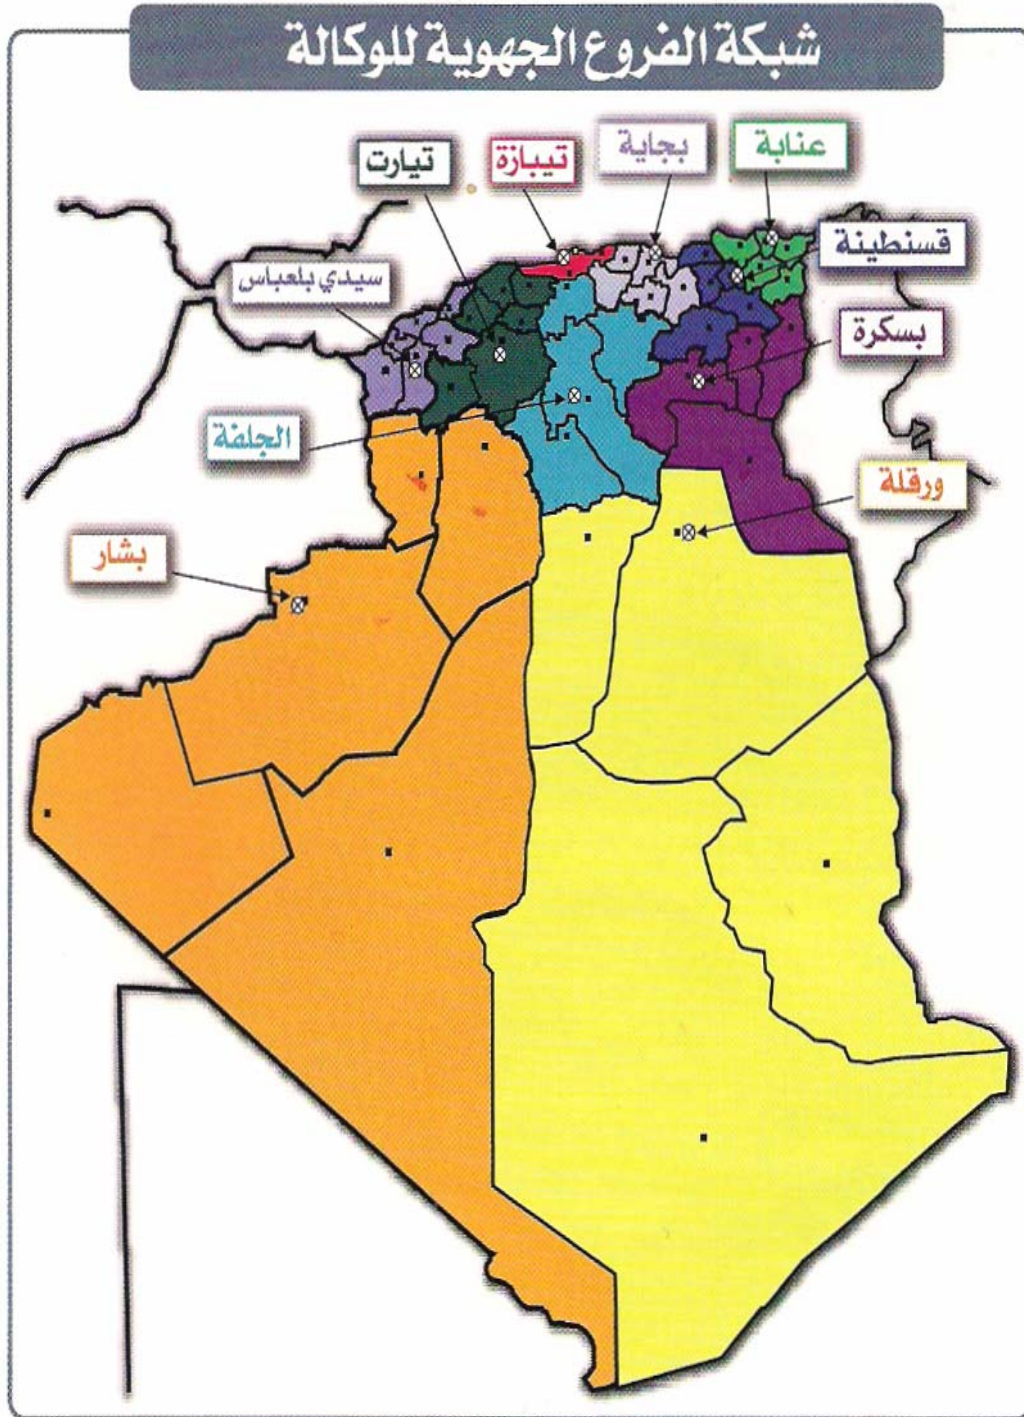 شبكة الفروع الجهوية للوكالة
عنابة
بجاية
تيبازة
تيارت
قسنطينة
سيدي بلعباس
بسكرة
الجلفة
ورقلة
بشار